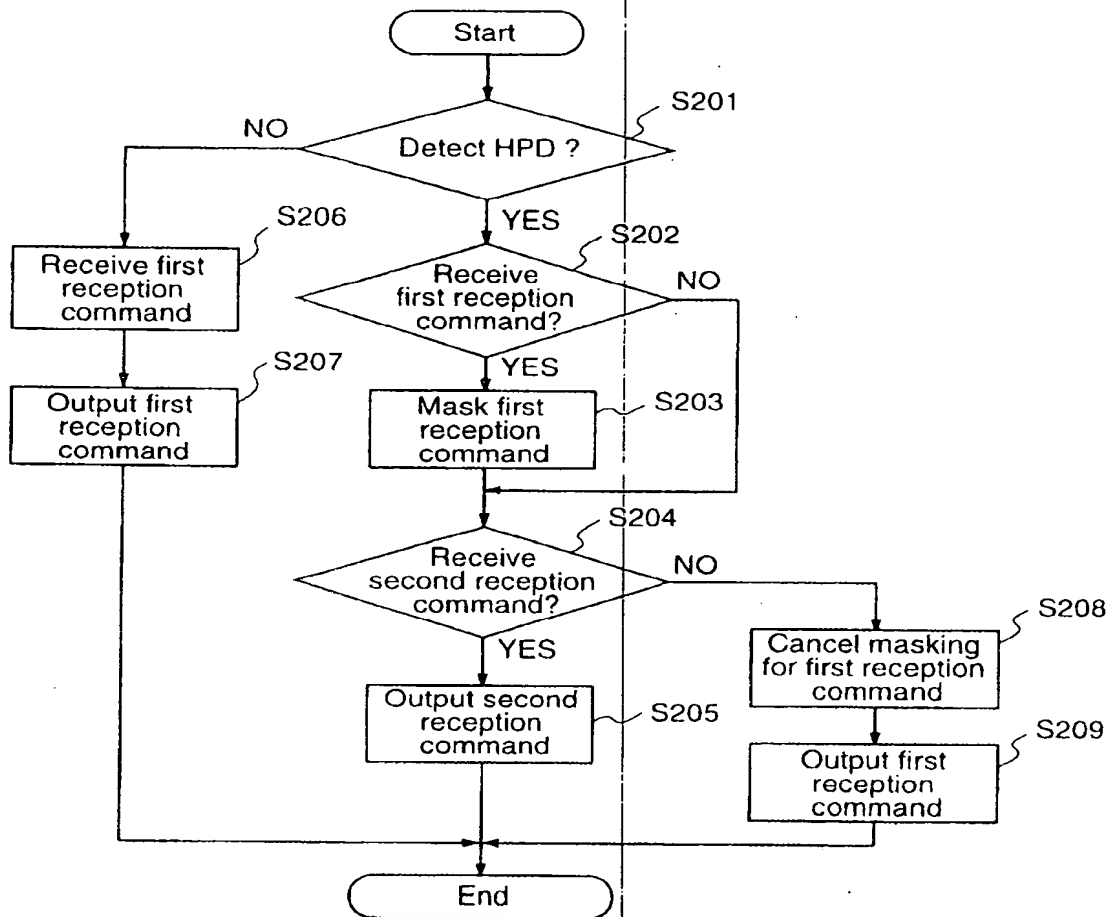 Start
S201
NO
Detect HPD ?
YES
S206
S202
Receive first
reception
command
Receive
first reception
command?
NO
YES
S207
Output first
reception
command
S203
Mask first
reception
command
S204
Receive
second reception
command?
NO
YES
S208
Cancel masking
for first reception
command
S205
Output second
reception
command
S209
Output first
reception
command
End